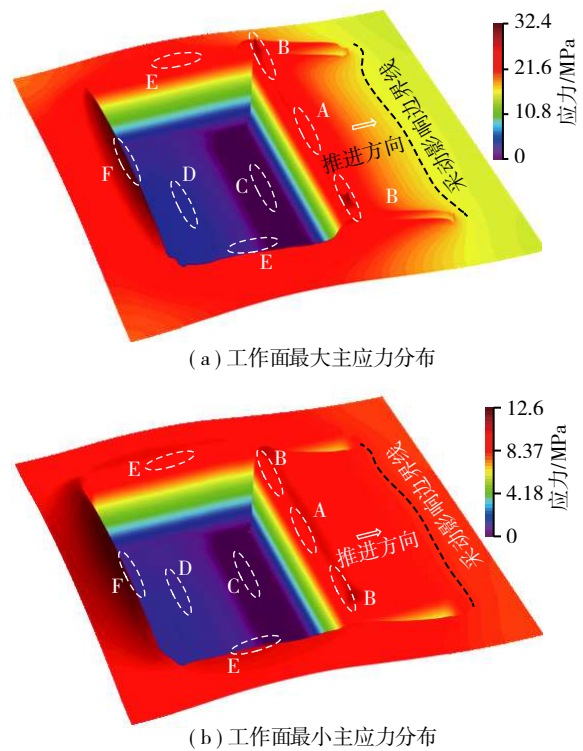 32.4
21.6
10.8
0
应力/MPa
B
E
A
采动影响边界线
推进方向
F
D
C
B
E
(a)工作面最大主应力分布
12.6
8.37
4.18
0
应力/MPa
E
B
A
采动影响边界线
推进方向
F
D
C
B
E
(b)工作面最小主应力分布